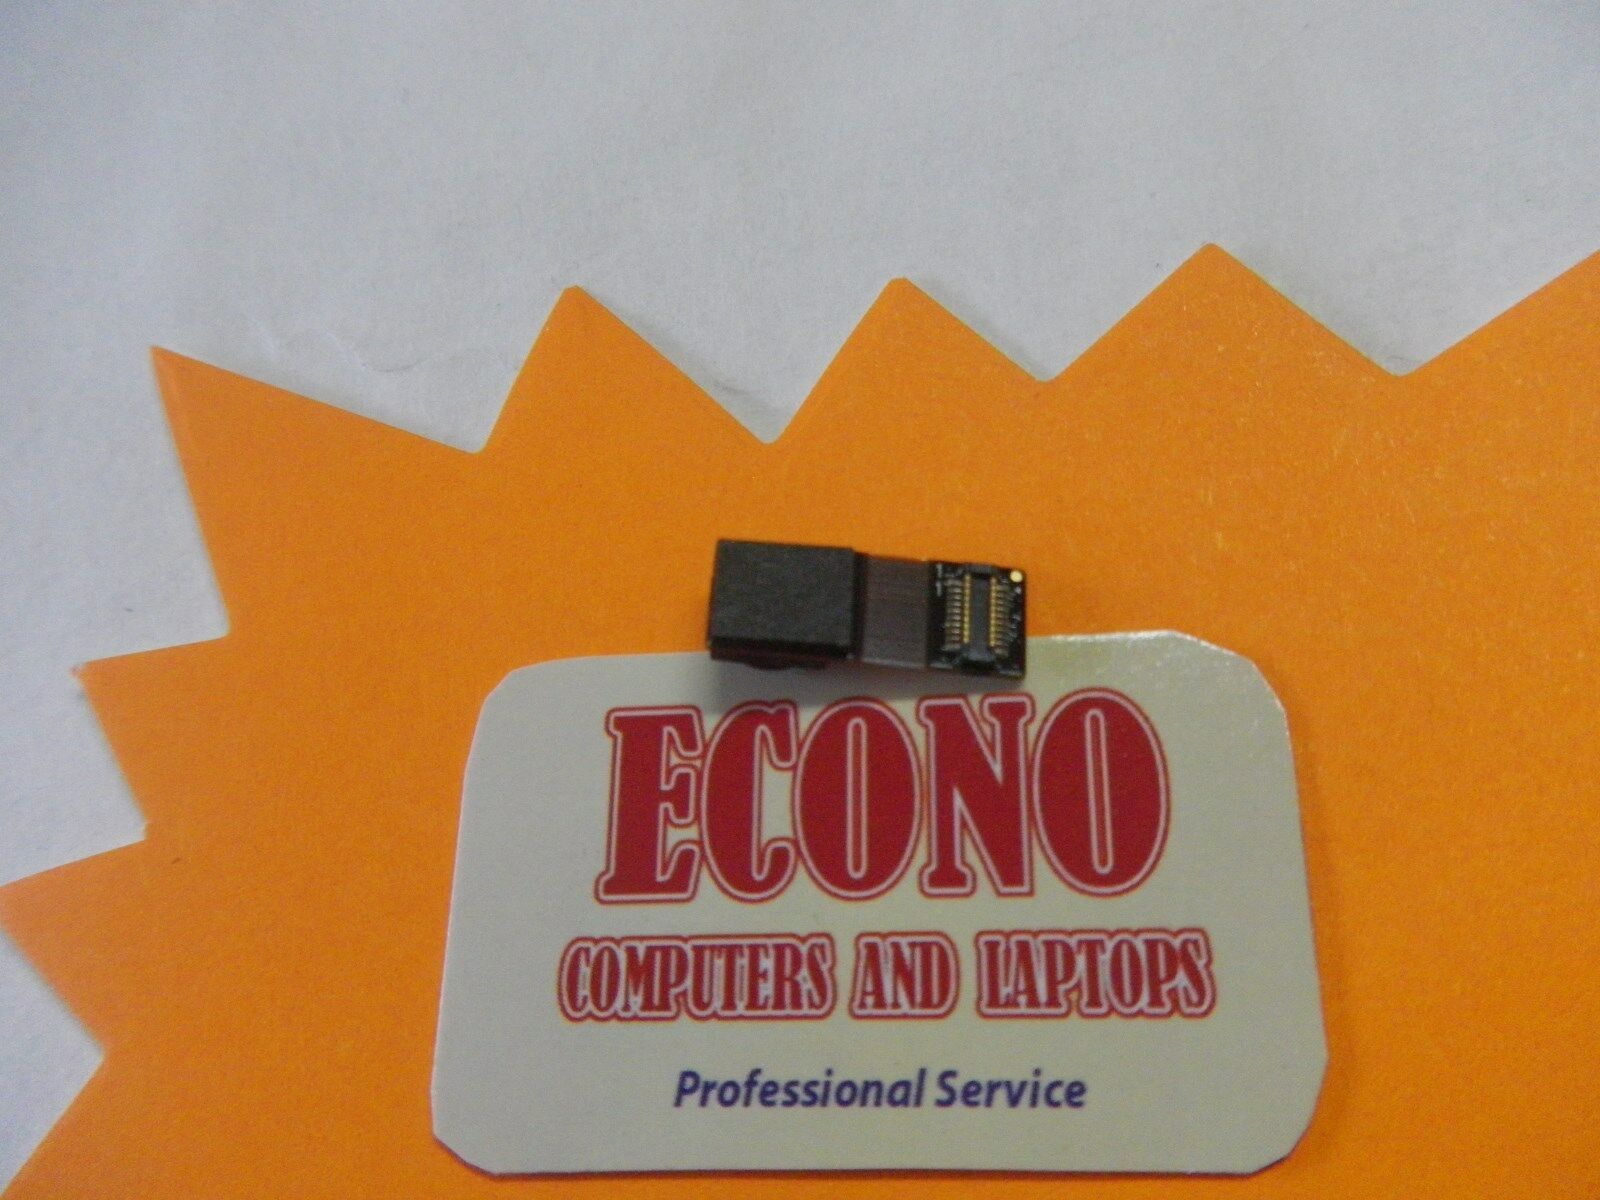 ECONO
COMPUTERS AND LAPTOPS
Professional Service